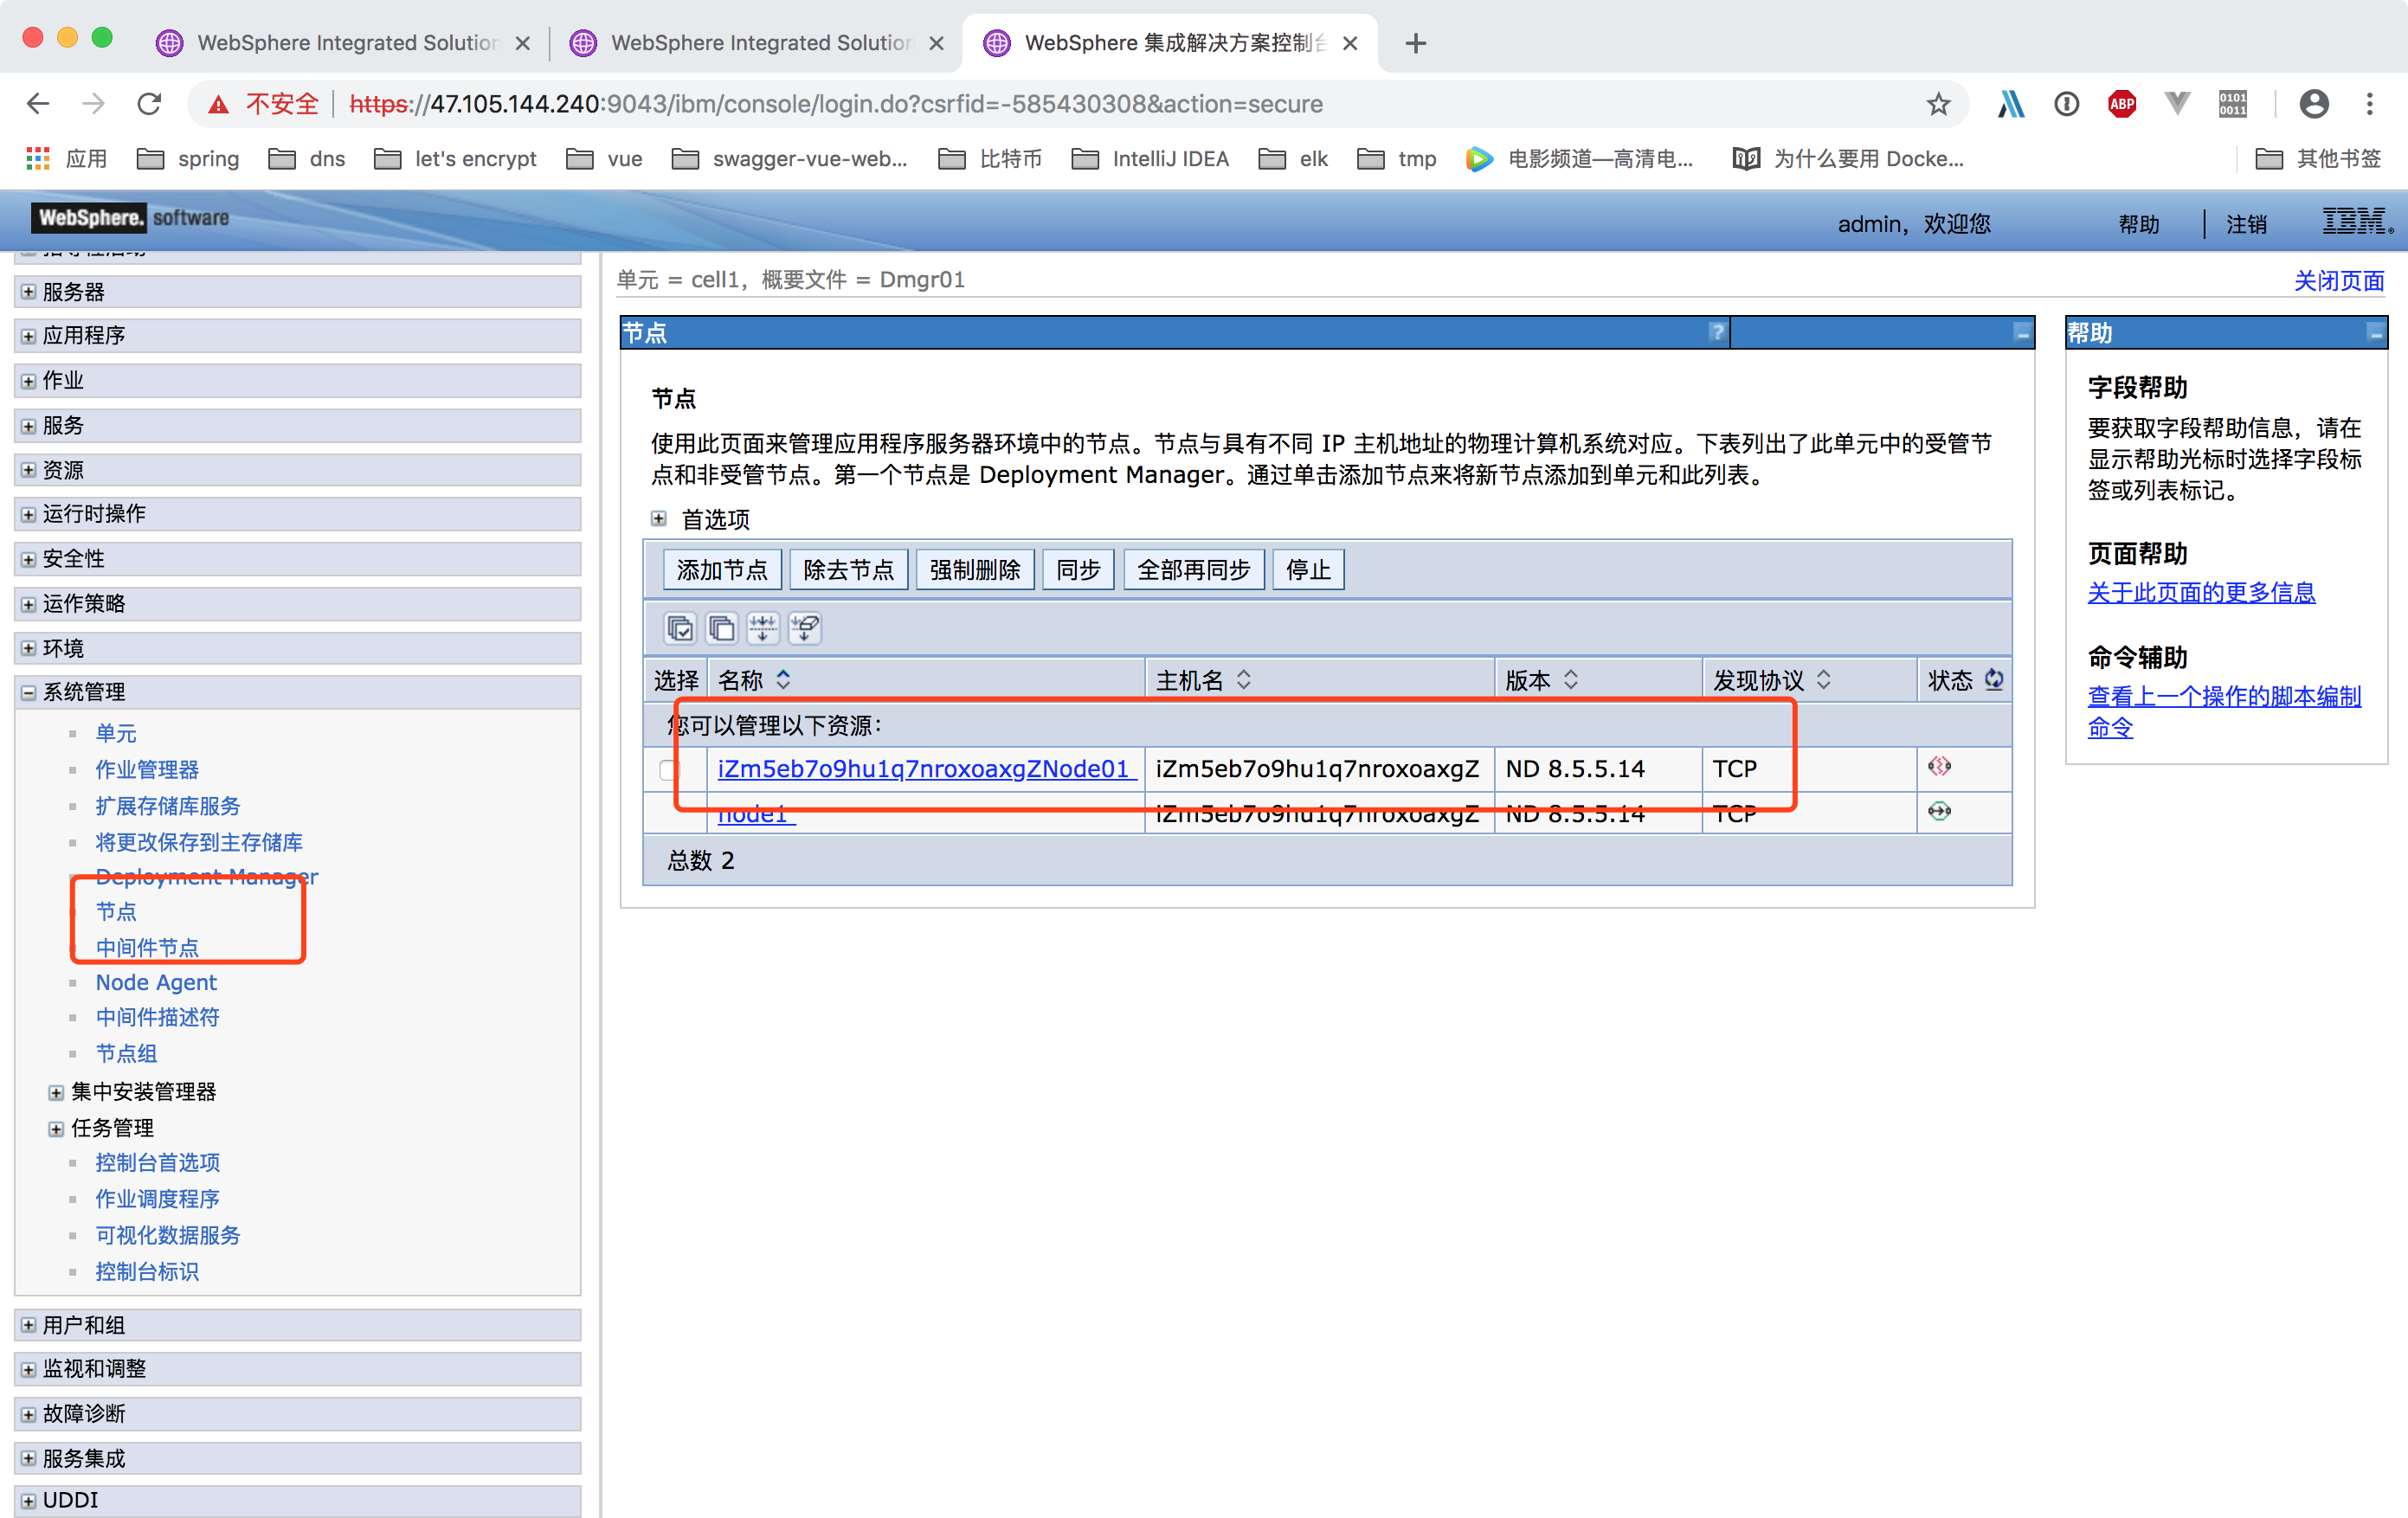 WebSphere Integrated Solution
WebSphere Integrated Solution
WebSphere 集成解决方案控制台
不安全 https://47.105.144.240:9043/ibm/console/login.do?csrfid=-585430308&action=secure
ABP
0101
0011
应用 spring dns let's encrypt vue swagger-vue-web... 比特币 IntelliJ IDEA elk tmp 电影频道—高清电... 为什么要用 Docke... 其他书签
WebSphere. software
admin，欢迎您 帮助 注销 IBM.
服务器
应用程序
作业
服务
资源
运行时操作
安全性
运作策略
环境
系统管理
单元
作业管理器
扩展存储库服务
将更改保存到主存储库
Deployment Manager
节点
中间件节点
Node Agent
中间件描述符
节点组
集中安装管理器
任务管理
控制台首选项
作业调度程序
可视化数据服务
控制台标识
用户和组
监视和调整
故障诊断
服务集成
UDDI
单元 = cell1，概要文件 = Dmgr01
关闭页面
节点 ?
节点
使用此页面来管理应用程序服务器环境中的节点。节点与具有不同 IP 主机地址的物理计算机系统对应。下表列出了此单元中的受管节
点和非受管节点。第一个节点是 Deployment Manager。通过单击添加节点来将新节点添加到单元和此列表。
首选项
添加节点 除去节点 强制删除 同步 全部再同步 停止
选择 名称 主机名 版本 发现协议 状态
您可以管理以下资源：
iZm5eb7o9hu1q7nroxoaxgZNode01 iZm5eb7o9hu1q7nroxoaxgZ ND 8.5.5.14 TCP
node1 iZm5eb7o9hu1q7nroxoaxgZ ND 8.5.5.14 TCP
总数 2
帮助
字段帮助
要获取字段帮助信息，请在
显示帮助光标时选择字段标
签或列表标记。
页面帮助
关于此页面的更多信息
命令辅助
查看上一个操作的脚本编制
命令